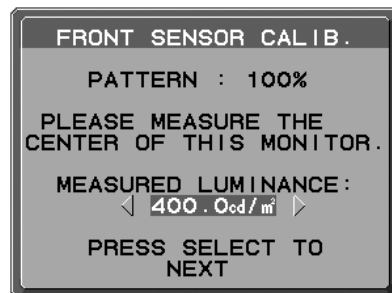 FRONT SENSOR CALIB.
PATTERN : 100%
PLEASE MEASURE THE
CENTER OF THIS MONITOR.
MEASURED LUMINANCE:
400.0cd/㎡
PRESS SELECT TO
NEXT